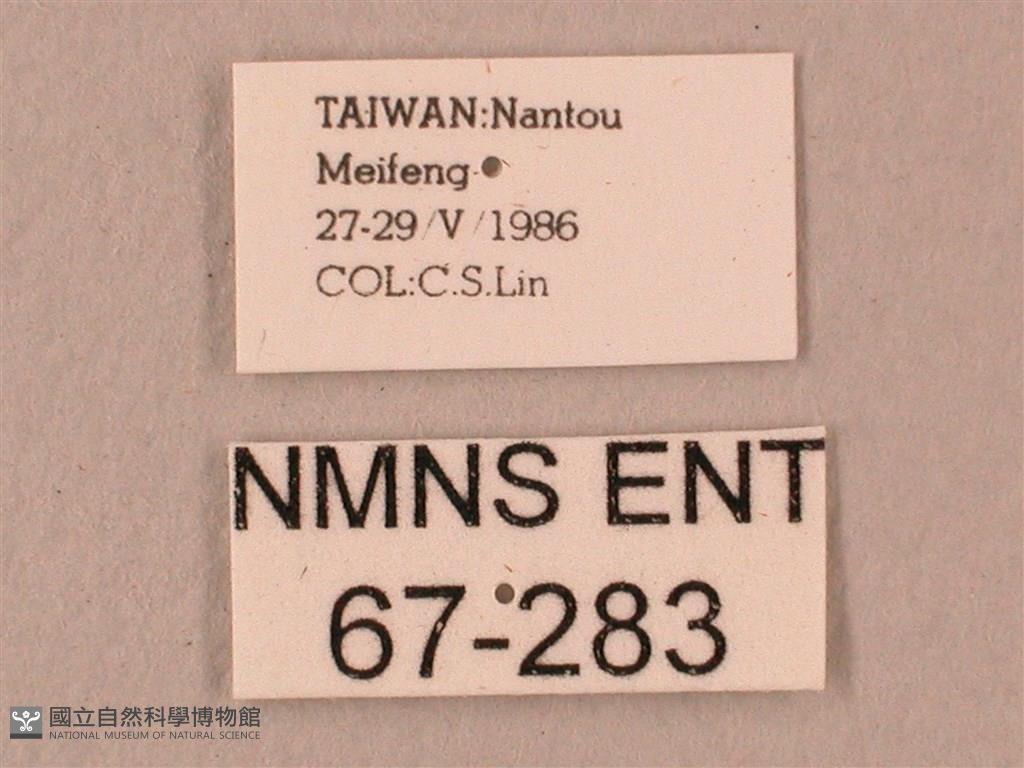 TAIWAN:Nantou
Meifeng
27-29/V/1986
COL:C.S.Lin
NMNS ENT
67-283
國立自然科學博物館
NATIONAL MUSEUM OF NATURAL SCIENCE